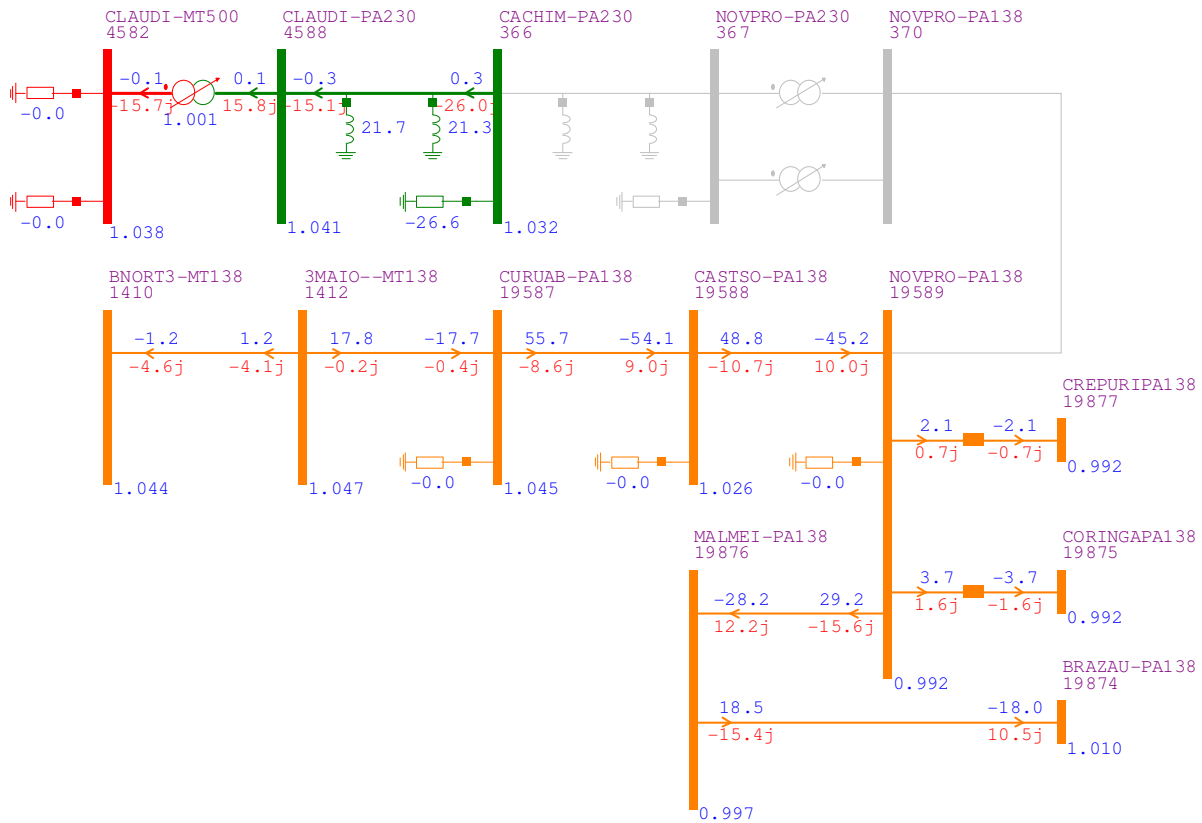 CLAUDI-MT500
4582
CLAUDI-PA230
4588
CACHIM-PA230
366
NOVPRO-PA230
367
NOVPRO-PA138
370
-0.1
0.1
-0.3
0.3
-15.7j
15.8j
-15.1j
-26.0j
-0.0
1.001
21.7
21.3
-0.0
-26.6
1.038
1.041
1.032
BNORT3-MT138
1410
3MAIO--MT138
1412
CURUAB-PA138
19587
CASTSO-PA138
19588
NOVPRO-PA138
19589
-1.2
1.2
17.8
-17.7
55.7
-54.1
48.8
-45.2
-4.6j
-4.1j
-0.2j
-0.4j
-8.6j
9.0j
-10.7j
10.0j
CREPURIPA138
19877
2.1
-2.1
0.7j
-0.7j
0.992
-0.0
-0.0
-0.0
1.044
1.047
1.045
1.026
MALMEI-PA138
19876
CORINGAPA138
19875
3.7
-3.7
1.6j
-1.6j
0.992
-28.2
29.2
12.2j
-15.6j
0.992
BRAZAU-PA138
19874
18.5
-18.0
-15.4j
10.5j
1.010
0.997